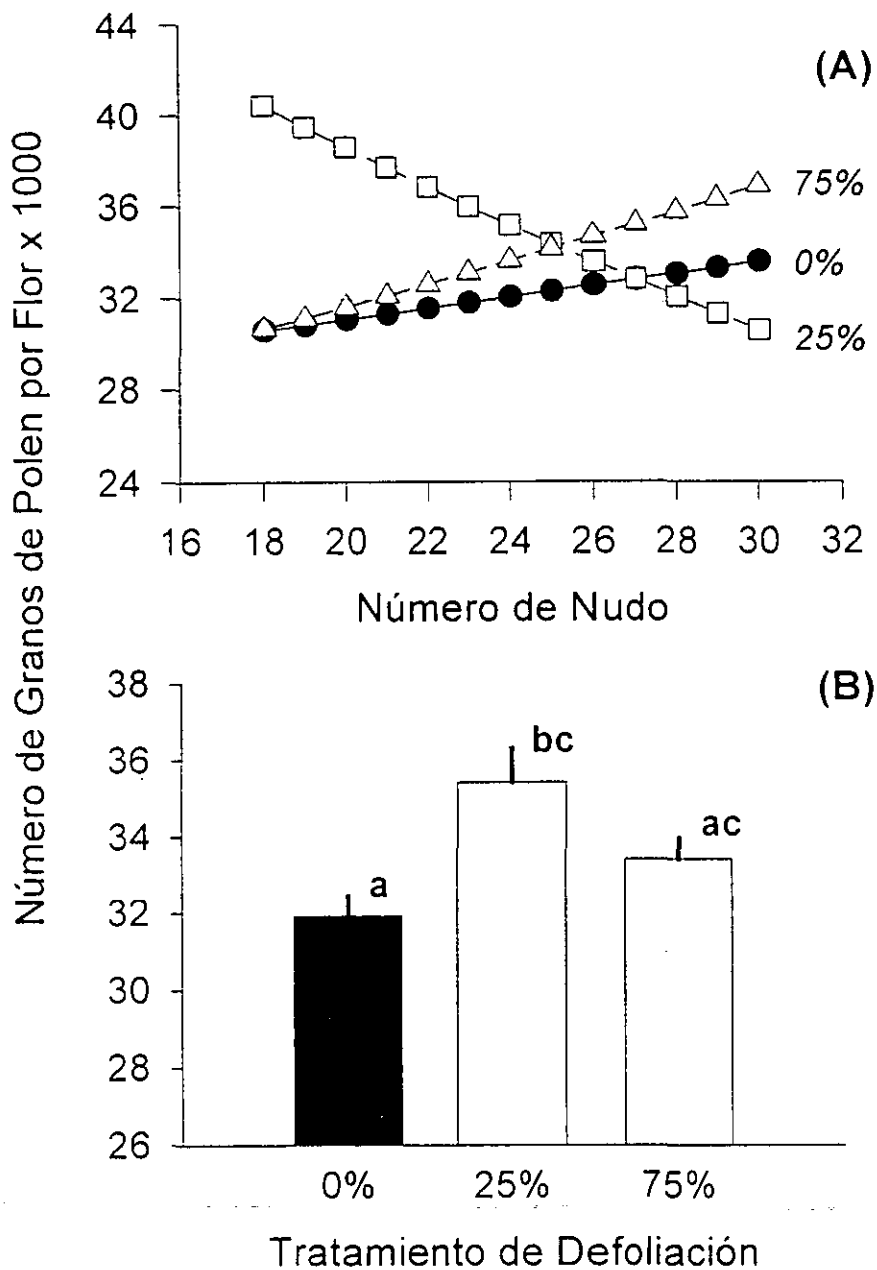 Número de Granos de Polen por Flor x 1000
(A)
44
40
36
32
28
24
75%
0%
25%
16 18 20 22 24 26 28 30 32
Número de Nudo
(B)
38
36
34
32
30
28
26
a
bc
ac
0% 25% 75%
Tratamiento de Defoliación